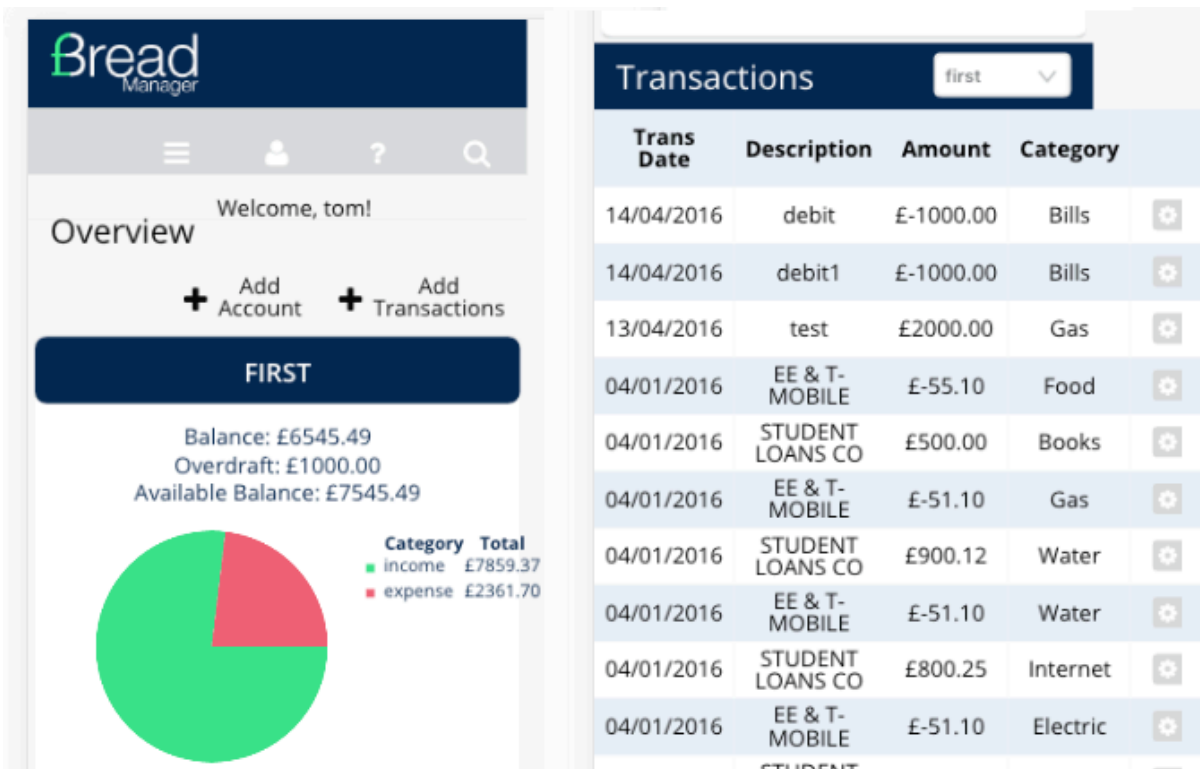 Bread
Manager
Welcome, tom!
Overview
Add
Account
Add
Transactions
FIRST
Balance: £6545.49
Overdraft: £1000.00
Available Balance: £7545.49
Category Total
income £7859.37
expense £2361.70
Transactions first
Trans
Date Description Amount Category
14/04/2016 debit £-1000.00 Bills
14/04/2016 debit1 £-1000.00 Bills
13/04/2016 test £2000.00 Gas
04/01/2016 EE & T-
MOBILE £-55.10 Food
04/01/2016 STUDENT
LOANS CO £500.00 Books
04/01/2016 EE & T-
MOBILE £-51.10 Gas
04/01/2016 STUDENT
LOANS CO £900.12 Water
04/01/2016 EE & T-
MOBILE £-51.10 Water
04/01/2016 STUDENT
LOANS CO £800.25 Internet
04/01/2016 EE & T-
MOBILE £-51.10 Electric
STUDENT